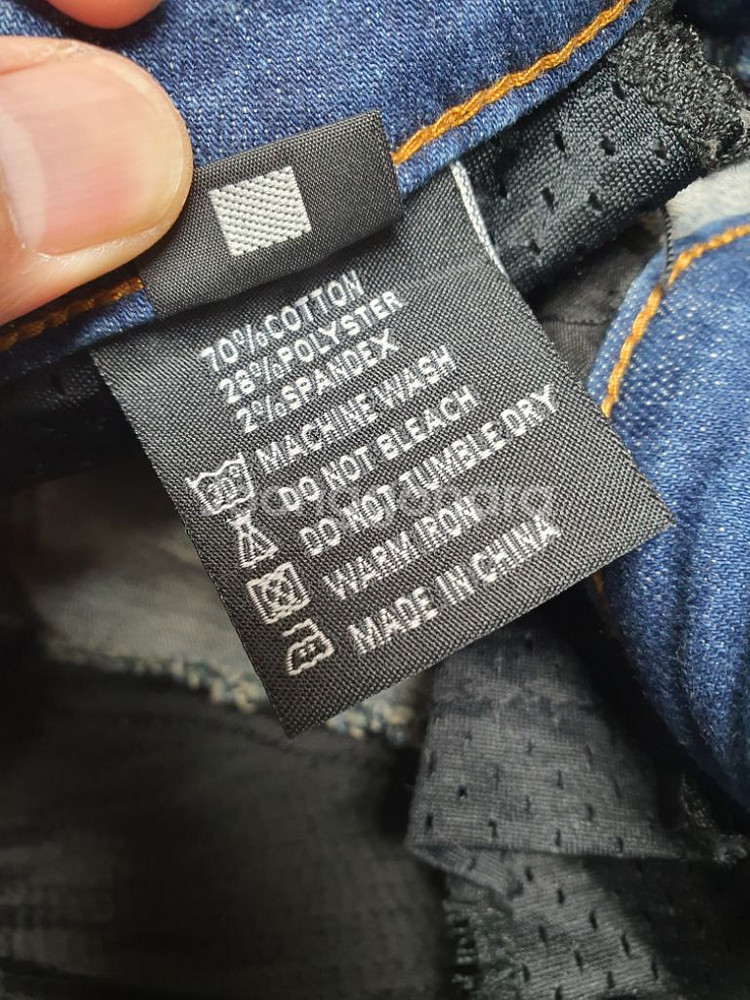 70%COTTON
28%POLYSTER
2%SPANDEX
MACHINE WASH
DO NOT BLEACH
DO NOT TUMBLE DRY
WARM IRON
MADE IN CHINA